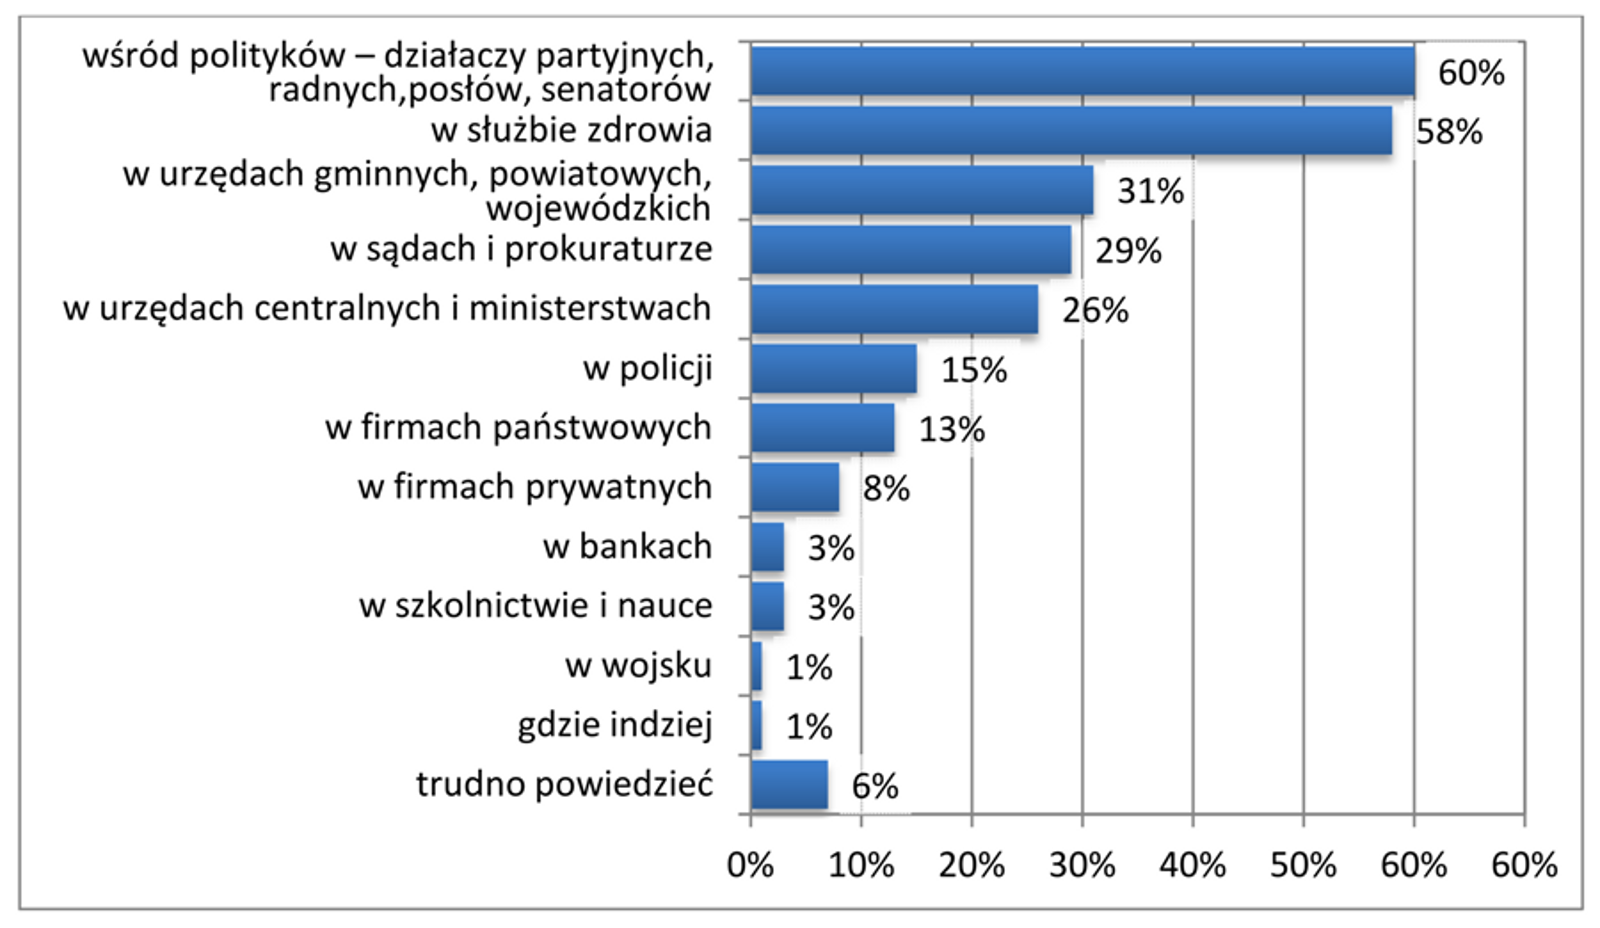 wśród polityków – działaczy partyjnych,
radnych,posłów, senatorów
60%
w służbie zdrowia
58%
w urzędach gminnych, powiatowych,
wojewódzkich
31%
w sądach i prokuraturze
29%
w urzędach centralnych i ministerstwach
26%
w policji
15%
w firmach państwowych
13%
w firmach prywatnych
8%
w bankach
3%
w szkolnictwie i nauce
3%
w wojsku
1%
gdzie indziej
1%
trudno powiedzieć
6%
0% 10% 20% 30% 40% 50% 60% 60%